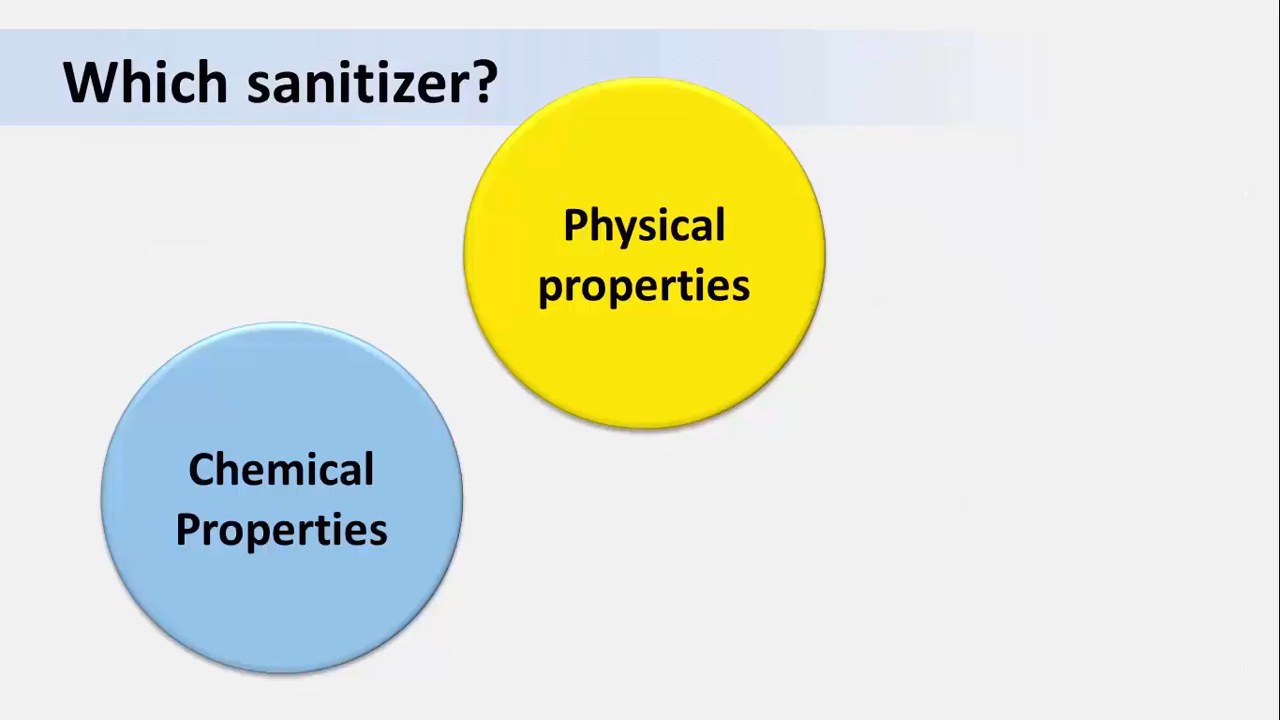 Which sanitizer?
Physical
properties
Chemical
Properties